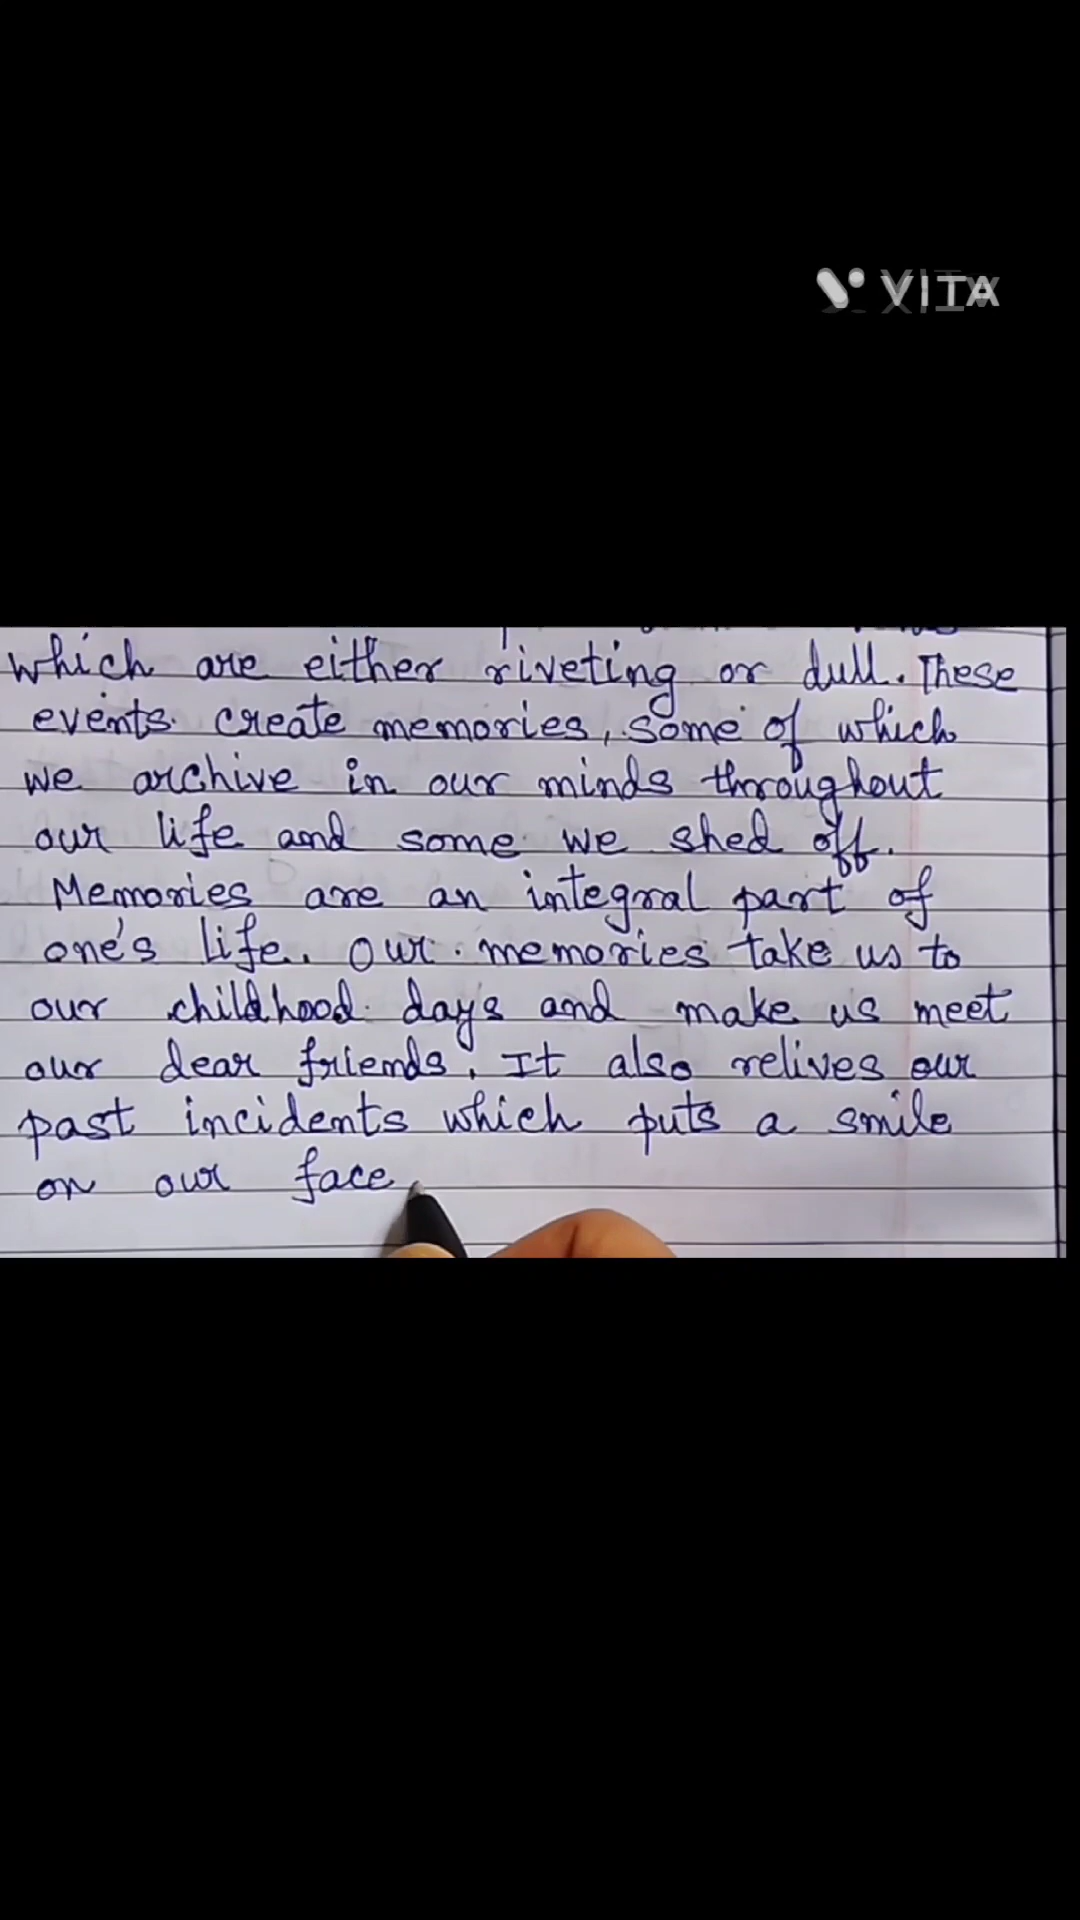 VITA
which are either riveting or dull. These
events create memories, some of which
we archive in our minds throughout
our life and some we shed off.
Memories are an integral part of
one's life. Our memories take us to
our childhood days and make us meet
our dear friends. It also relives our
past incidents which puts a smile
on our face